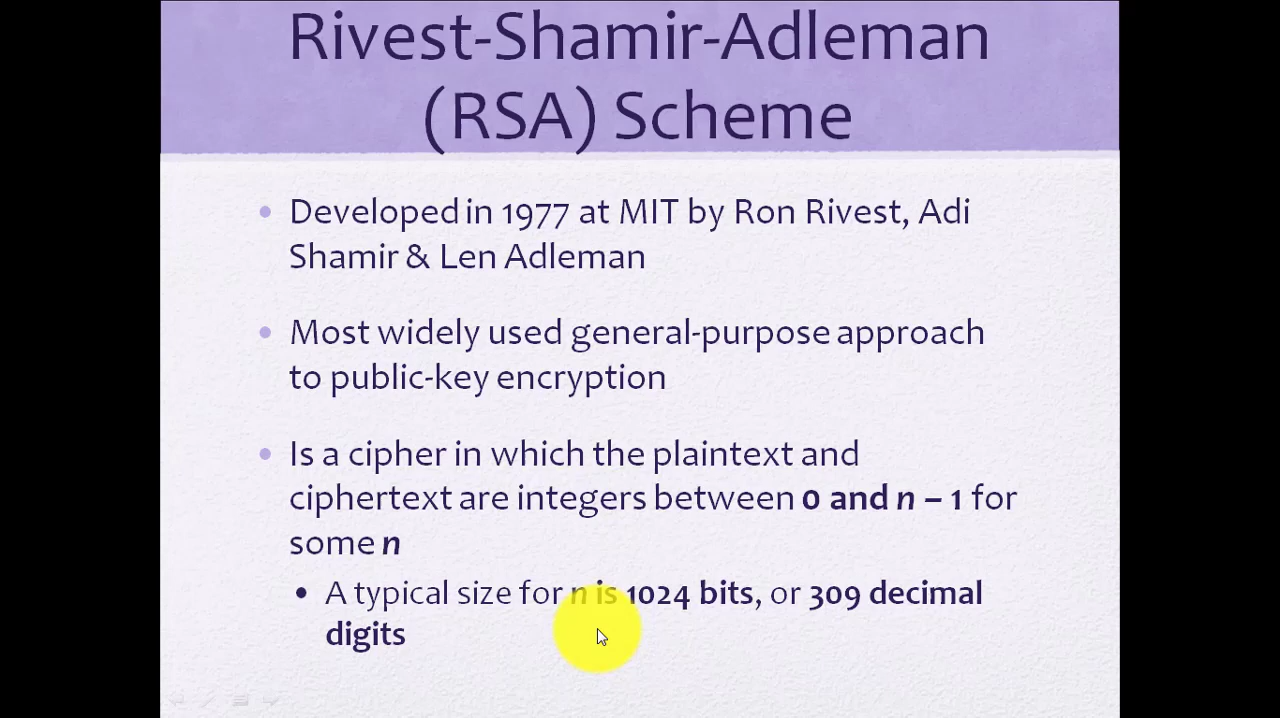 Rivest-Shamir-Adleman
(RSA) Scheme
• Developed in 1977 at MIT by Ron Rivest, Adi
Shamir & Len Adleman
• Most widely used general-purpose approach
to public-key encryption
• Is a cipher in which the plaintext and
ciphertext are integers between 0 and n – 1 for
some n
• A typical size for n is 1024 bits, or 309 decimal
digits